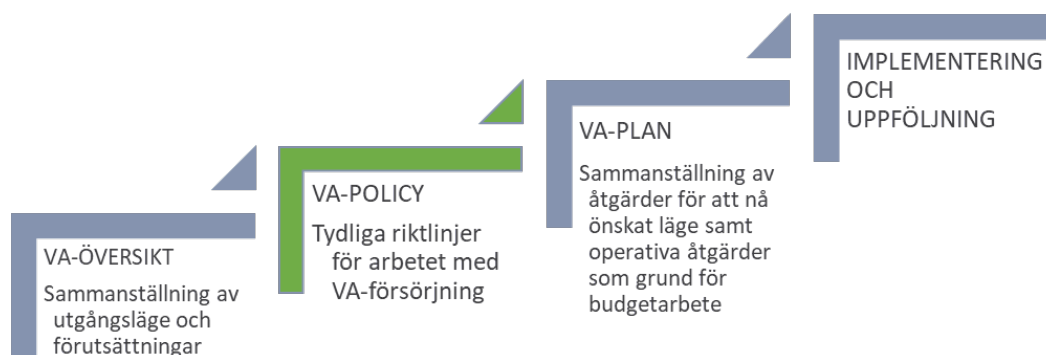 VA-ÖVERSIKT
Sammanställning av
utgångsläge och
förutsättningar
VA-POLICY
Tydliga riktlinjer
för arbetet med
VA-försörjning
VA-PLAN
Sammanställning av
åtgärder för att nå
önskat läge samt
operativa åtgärder
som grund för
budgetarbete
IMPLEMENTERING
OCH
UPPFÖLJNING